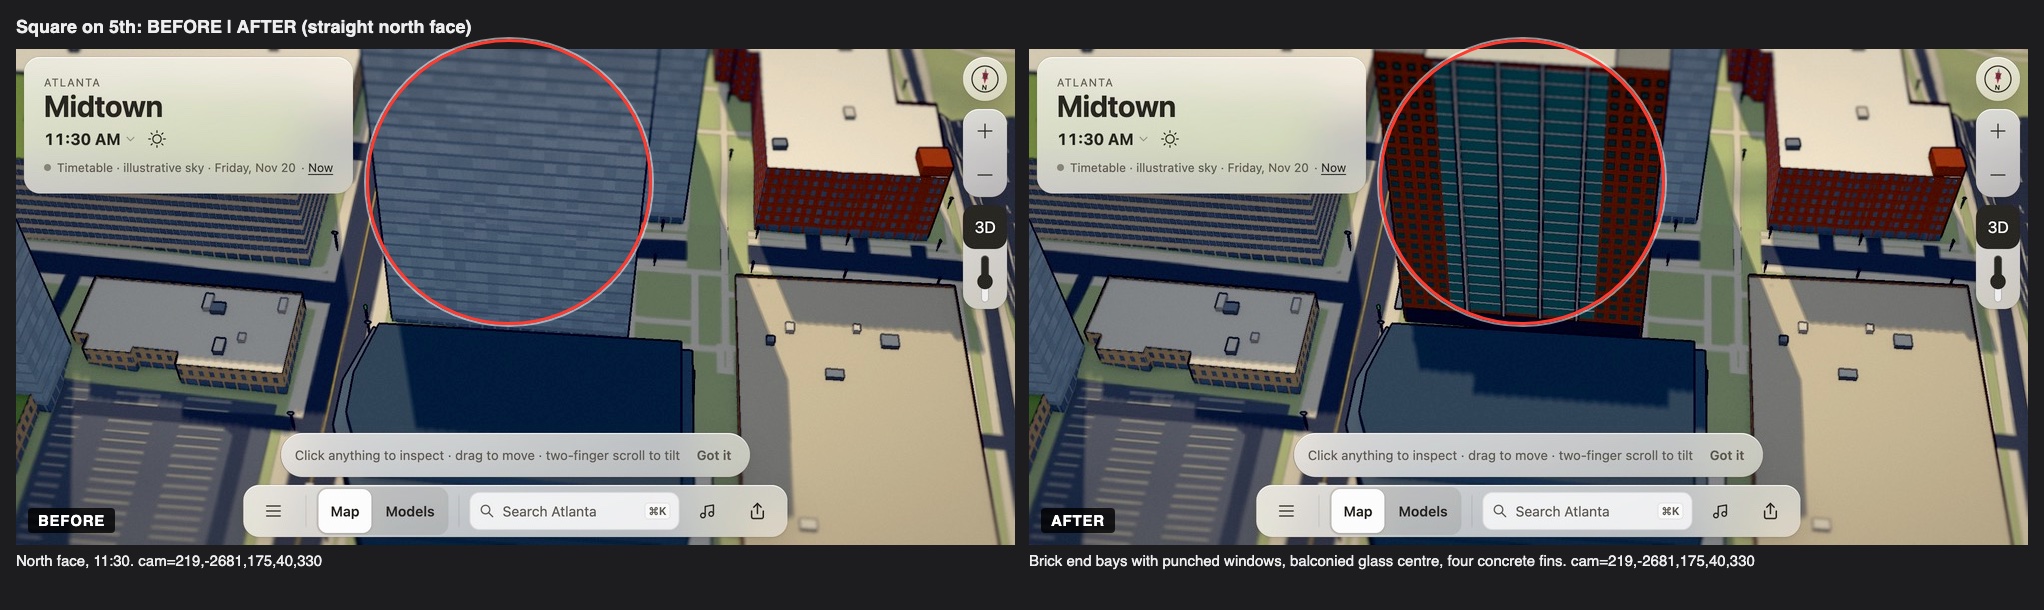 Square on 5th: BEFORE | AFTER (straight north face)
ATLANTA
Midtown
11:30 AM
Timetable · illustrative sky · Friday, Nov 20 · Now
N
+
−
3D
Click anything to inspect · drag to move · two-finger scroll to tilt Got it
Map Models Search Atlanta ⌘K
BEFORE
North face, 11:30. cam=219,-2681,175,40,330
ATLANTA
Midtown
11:30 AM
Timetable · illustrative sky · Friday, Nov 20 · Now
N
+
−
3D
Click anything to inspect · drag to move · two-finger scroll to tilt Got it
Map Models Search Atlanta ⌘K
AFTER
Brick end bays with punched windows, balconied glass centre, four concrete fins. cam=219,-2681,175,40,330